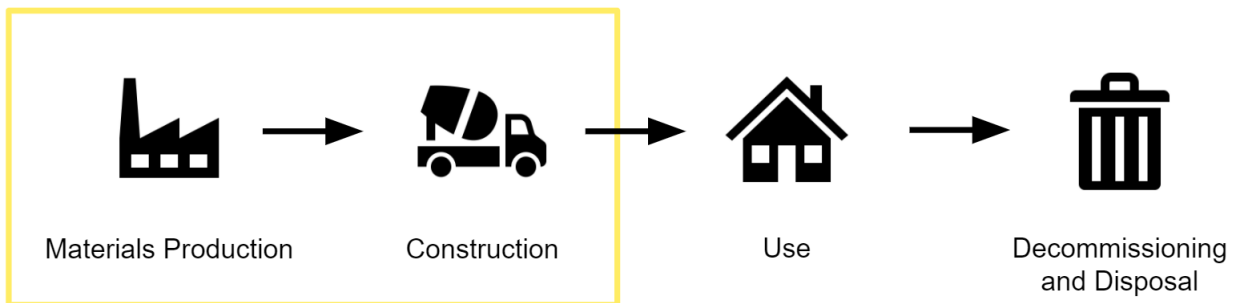 Materials Production
Construction
Use
Decommissioning
and Disposal